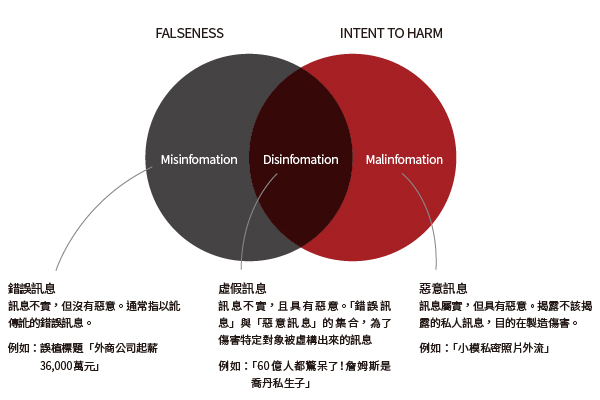 FALSENESS
INTENT TO HARM
Misinfomation
Disinfomation
Malinfomation
錯誤訊息
訊息不實，但沒有惡意。通常指以訛
傳訛的錯誤訊息。
例如：誤植標題「外商公司起薪
36,000萬元」
虛假訊息
訊息不實，且具有惡意。「錯誤訊
息」與「惡意訊息」的集合，為了
傷害特定對象被虛構出來的訊息
例如：「60億人都驚呆了！詹姆斯是
喬丹私生子」
惡意訊息
訊息屬實，但具有惡意。揭露不該揭
露的私人訊息，目的在製造傷害。
例如：「小模私密照片外流」